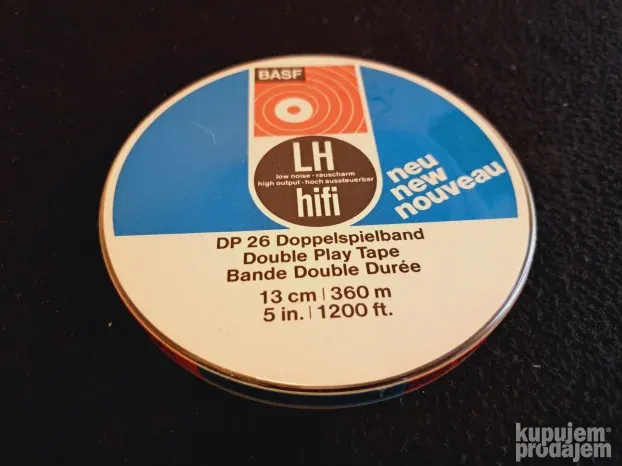 BASF
LH
low noise - rauscharm
high output - hoch aussteuerbar
hifi
neu
new
nouveau
DP 26 Doppelspielband
Double Play Tape
Bande Double Durée
13 cm | 360 m
5 in. | 1200 ft.
kupujem
prodajem